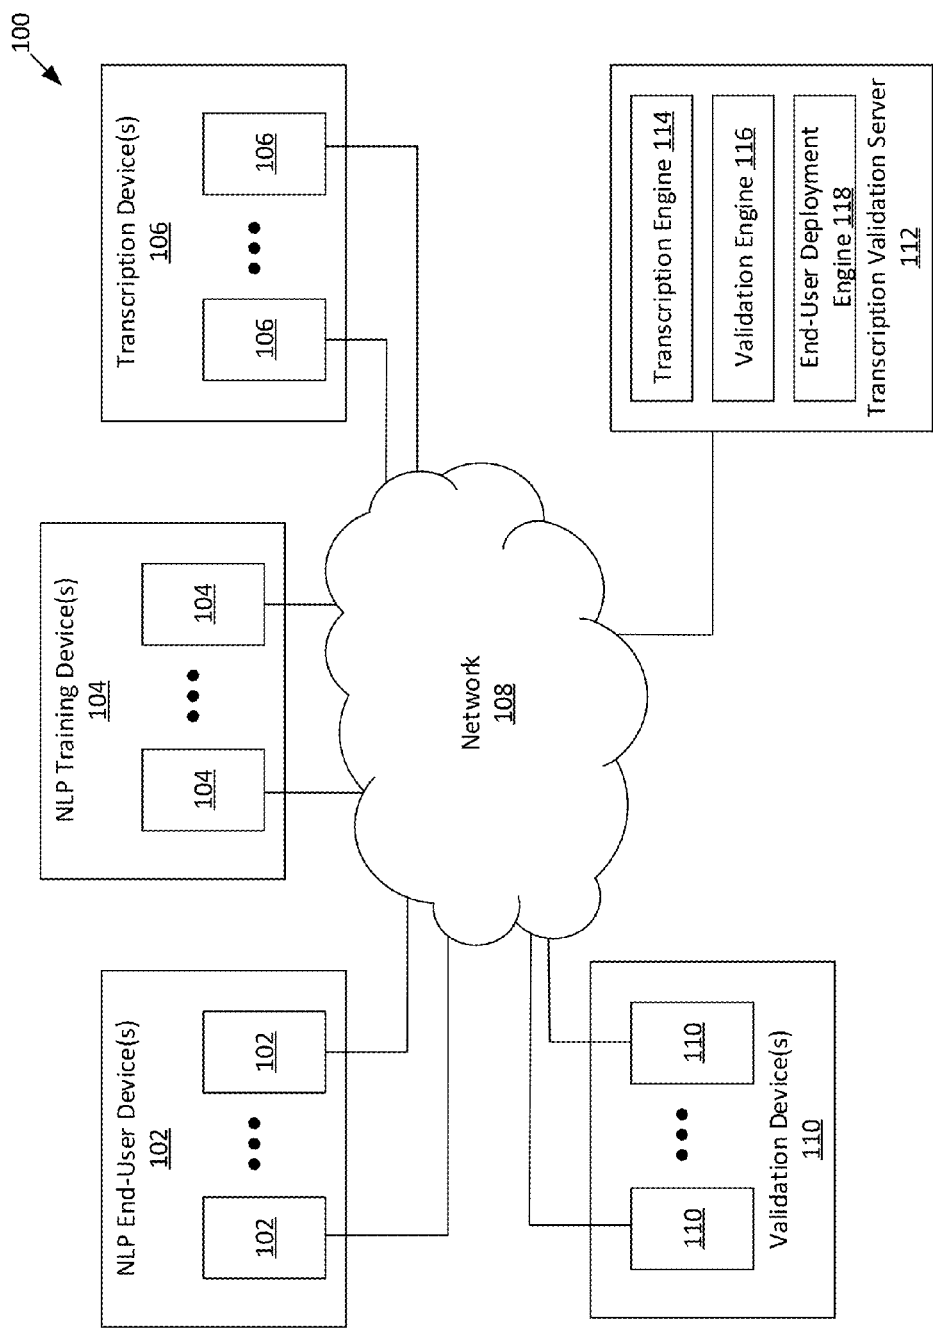 100
NLP End-User Device(s)
102
102
102
NLP Training Device(s)
104
104
104
Transcription Device(s)
106
106
106
Network
108
110
110
Validation Device(s)
110
Transcription Engine 114
Validation Engine 116
End-User Deployment
Engine 118
Transcription Validation Server
112